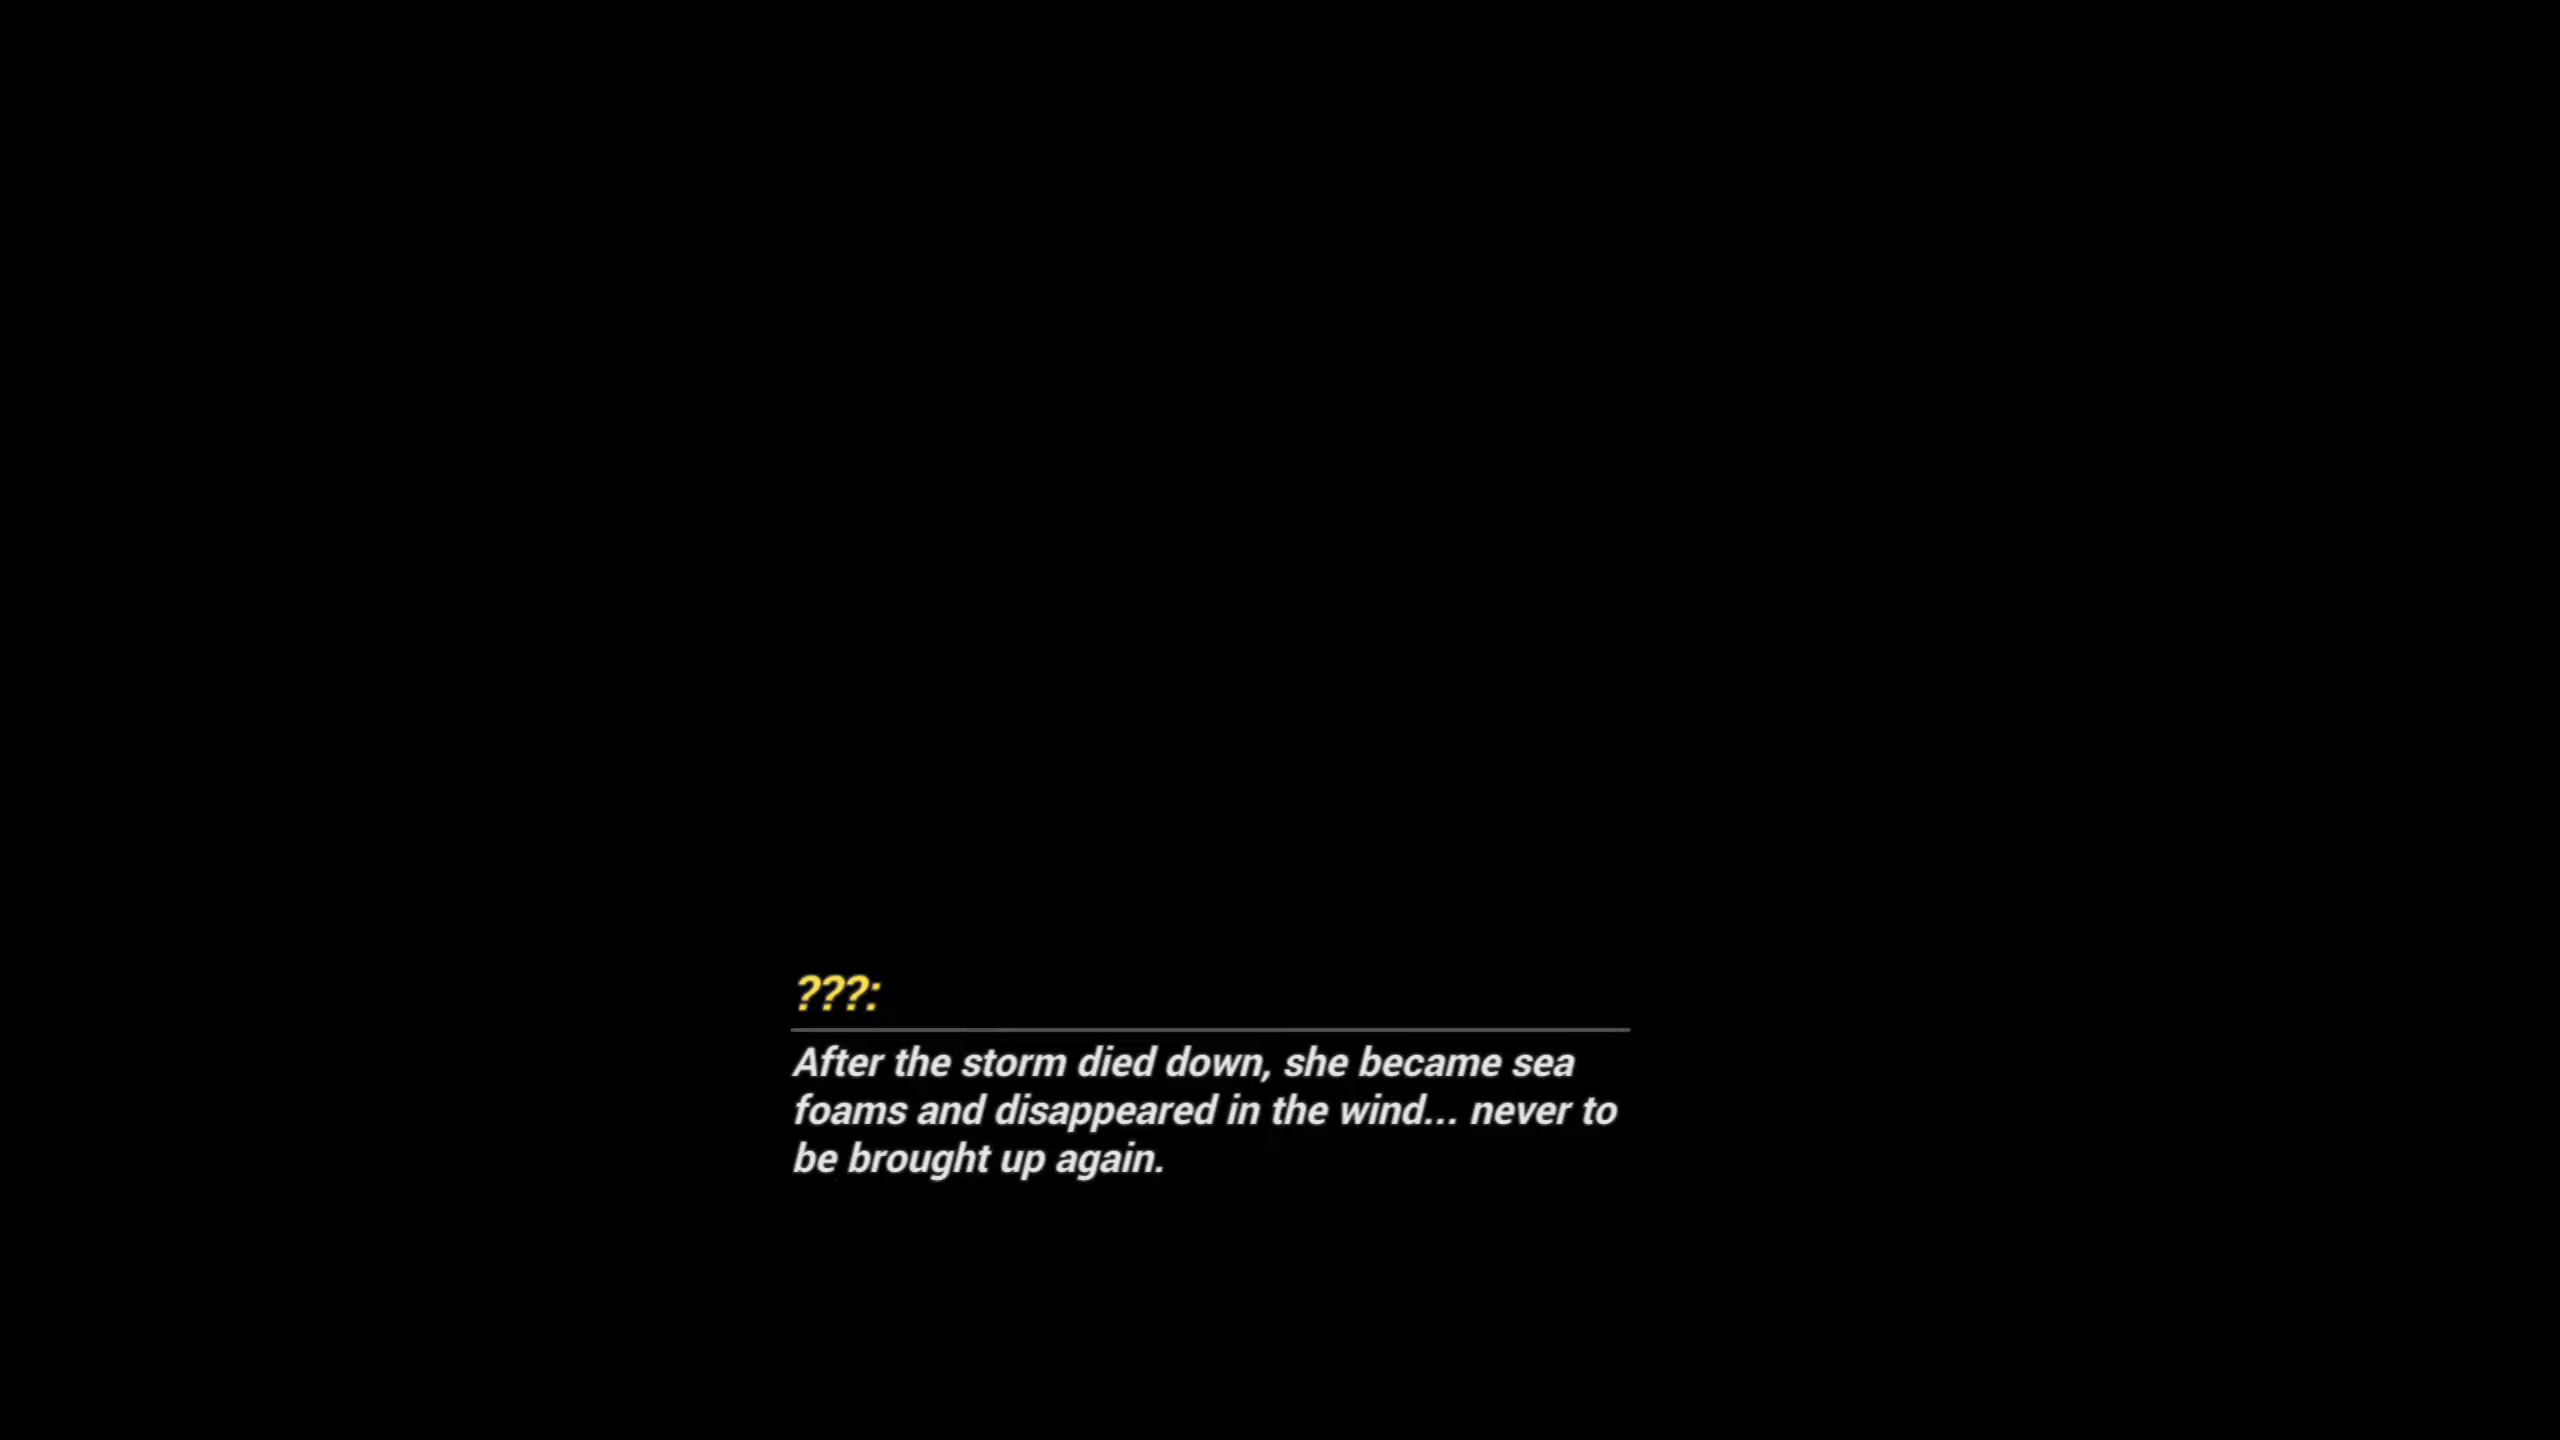 ???:
After the storm died down, she became sea
foams and disappeared in the wind... never to
be brought up again.